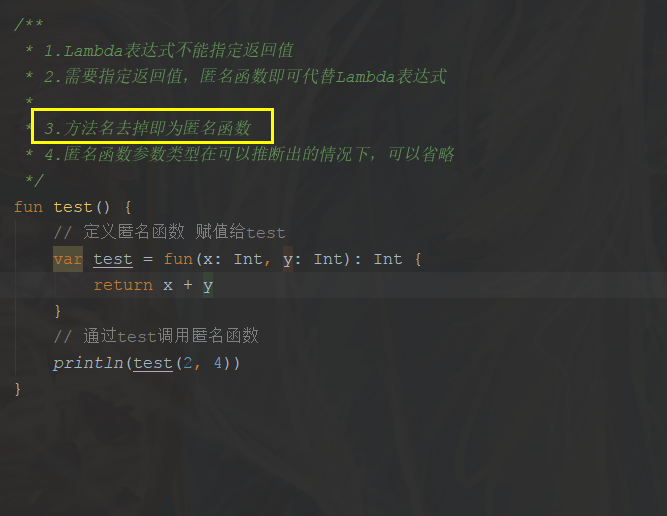 /**
 * 1.Lambda表达式不能指定返回值
 * 2.需要指定返回值，匿名函数即可代替Lambda表达式
 *
 * 3.方法名去掉即为匿名函数
 * 4.匿名函数参数类型在可以推断出的情况下，可以省略
 */
fun test() {
    // 定义匿名函数 赋值给test
    var test = fun(x: Int, y: Int): Int {
        return x + y
    }
    // 通过test调用匿名函数
    println(test(2, 4))
}